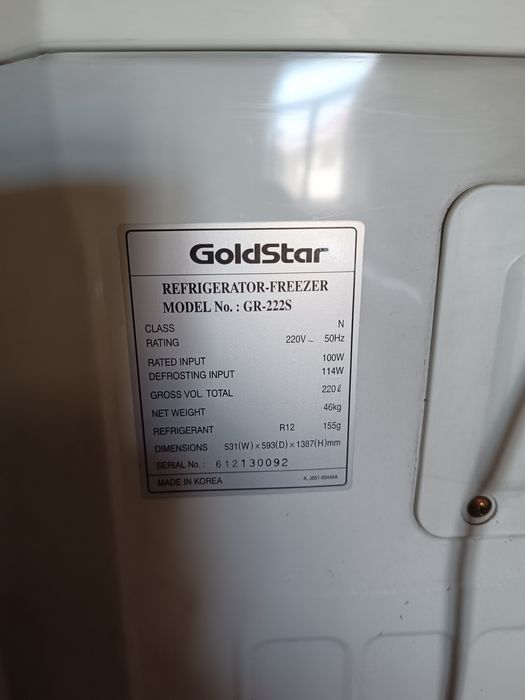 GoldStar
REFRIGERATOR-FREEZER
MODEL No. : GR-222S
CLASS N
RATING 220V~ 50Hz
RATED INPUT 100W
DEFROSTING INPUT 114W
GROSS VOL. TOTAL 220ℓ
NET WEIGHT 46kg
REFRIGERANT R12 155g
DIMENSIONS 531(W)×593(D)×1387(H)mm
SERIAL No. : 612130092
MADE IN KOREA